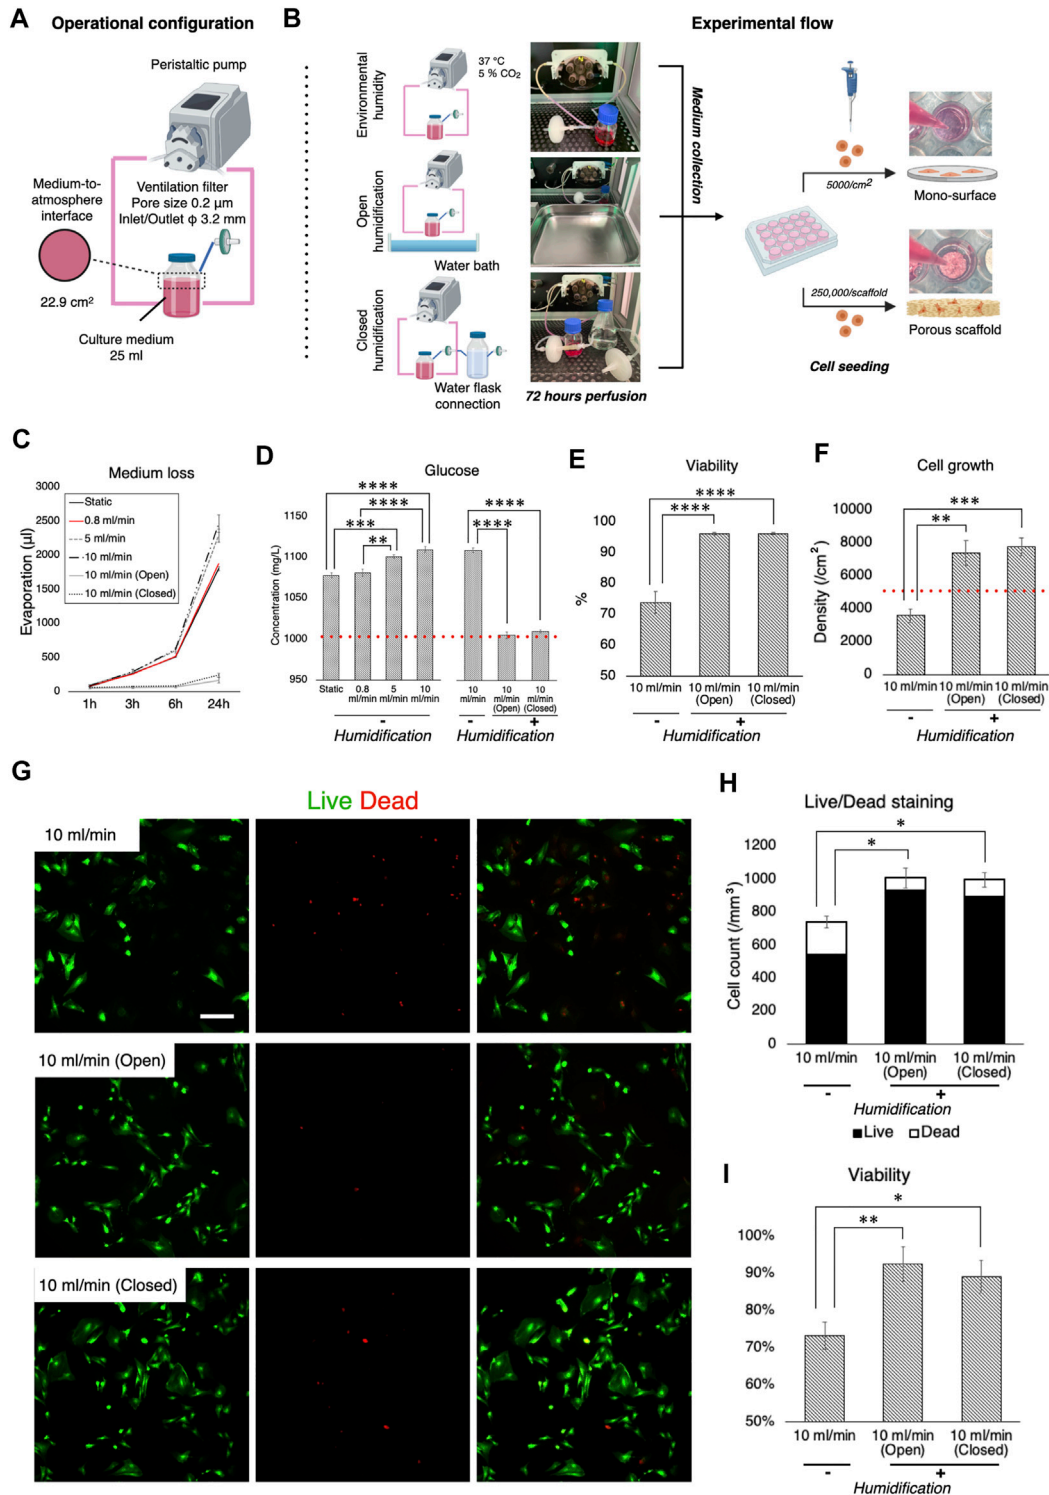 A
Operational configuration
Peristaltic pump
Medium-to-
atmosphere
interface
Ventilation filter
Pore size 0.2 µm
Inlet/Outlet ϕ 3.2 mm
22.9 cm²
Culture medium
25 ml
B
Experimental flow
Environmental
humidity
37 °C
5 % CO₂
Open
humidification
Water bath
Closed
humidification
Water flask
connection
72 hours perfusion
Medium collection
5000/cm²
Mono-surface
250,000/scaffold
Porous scaffold
Cell seeding
C
Medium loss
Evaporation (µl)
3000
2500
2000
1500
1000
500
0
Static
0.8 ml/min
5 ml/min
10 ml/min
10 ml/min (Open)
10 ml/min (Closed)
1h 3h 6h 24h
D
Glucose
Concentration (mg/L)
1150
1100
1050
1000
950
****
****
***
**
****
****
Static
0.8 ml/min
5 ml/min
10 ml/min
10 ml/min
10 ml/min (Open)
10 ml/min (Closed)
- - +
Humidification
Humidification
E
Viability
%
100
90
80
70
60
50
****
****
10 ml/min
10 ml/min (Open)
10 ml/min (Closed)
- +
Humidification
F
Cell growth
Density (/cm²)
10000
8000
6000
4000
2000
0
***
**
10 ml/min
10 ml/min (Open)
10 ml/min (Closed)
- +
Humidification
G
Live Dead
10 ml/min
10 ml/min (Open)
10 ml/min (Closed)
H
Live/Dead staining
Cell count (/mm³)
1200
1000
800
600
400
200
0
*
*
10 ml/min
10 ml/min (Open)
10 ml/min (Closed)
- +
Humidification
Live Dead
I
Viability
100%
90%
80%
70%
60%
50%
*
**
10 ml/min
10 ml/min (Open)
10 ml/min (Closed)
- +
Humidification